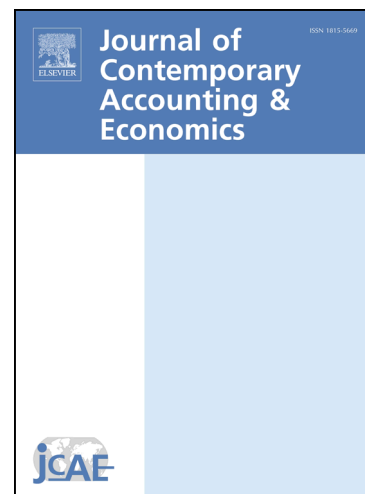 ISSN 1815-5669
Journal of
Contemporary
Accounting &
Economics
ELSEVIER
jCAE